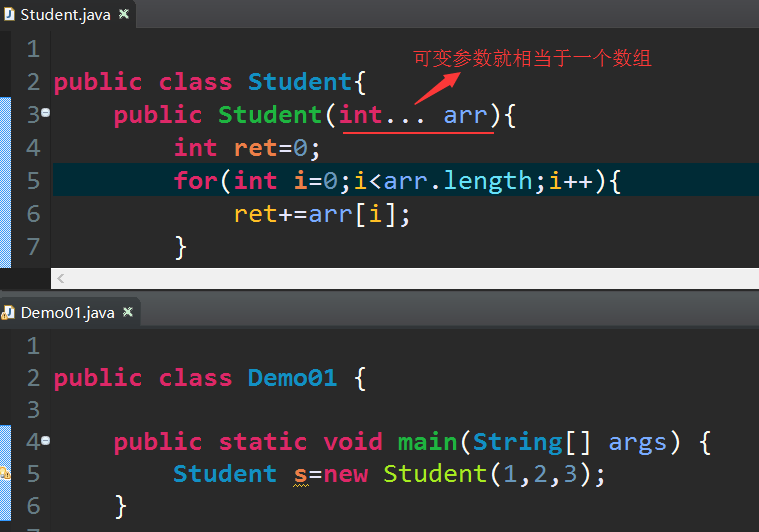 Student.java
可变参数就相当于一个数组
1
2 public class Student{
3 public Student(int... arr){
4 int ret=0;
5 for(int i=0;i<arr.length;i++){
6 ret+=arr[i];
7 }
Demo01.java
1
2 public class Demo01 {
3
4 public static void main(String[] args) {
5 Student s=new Student(1,2,3);
6 }